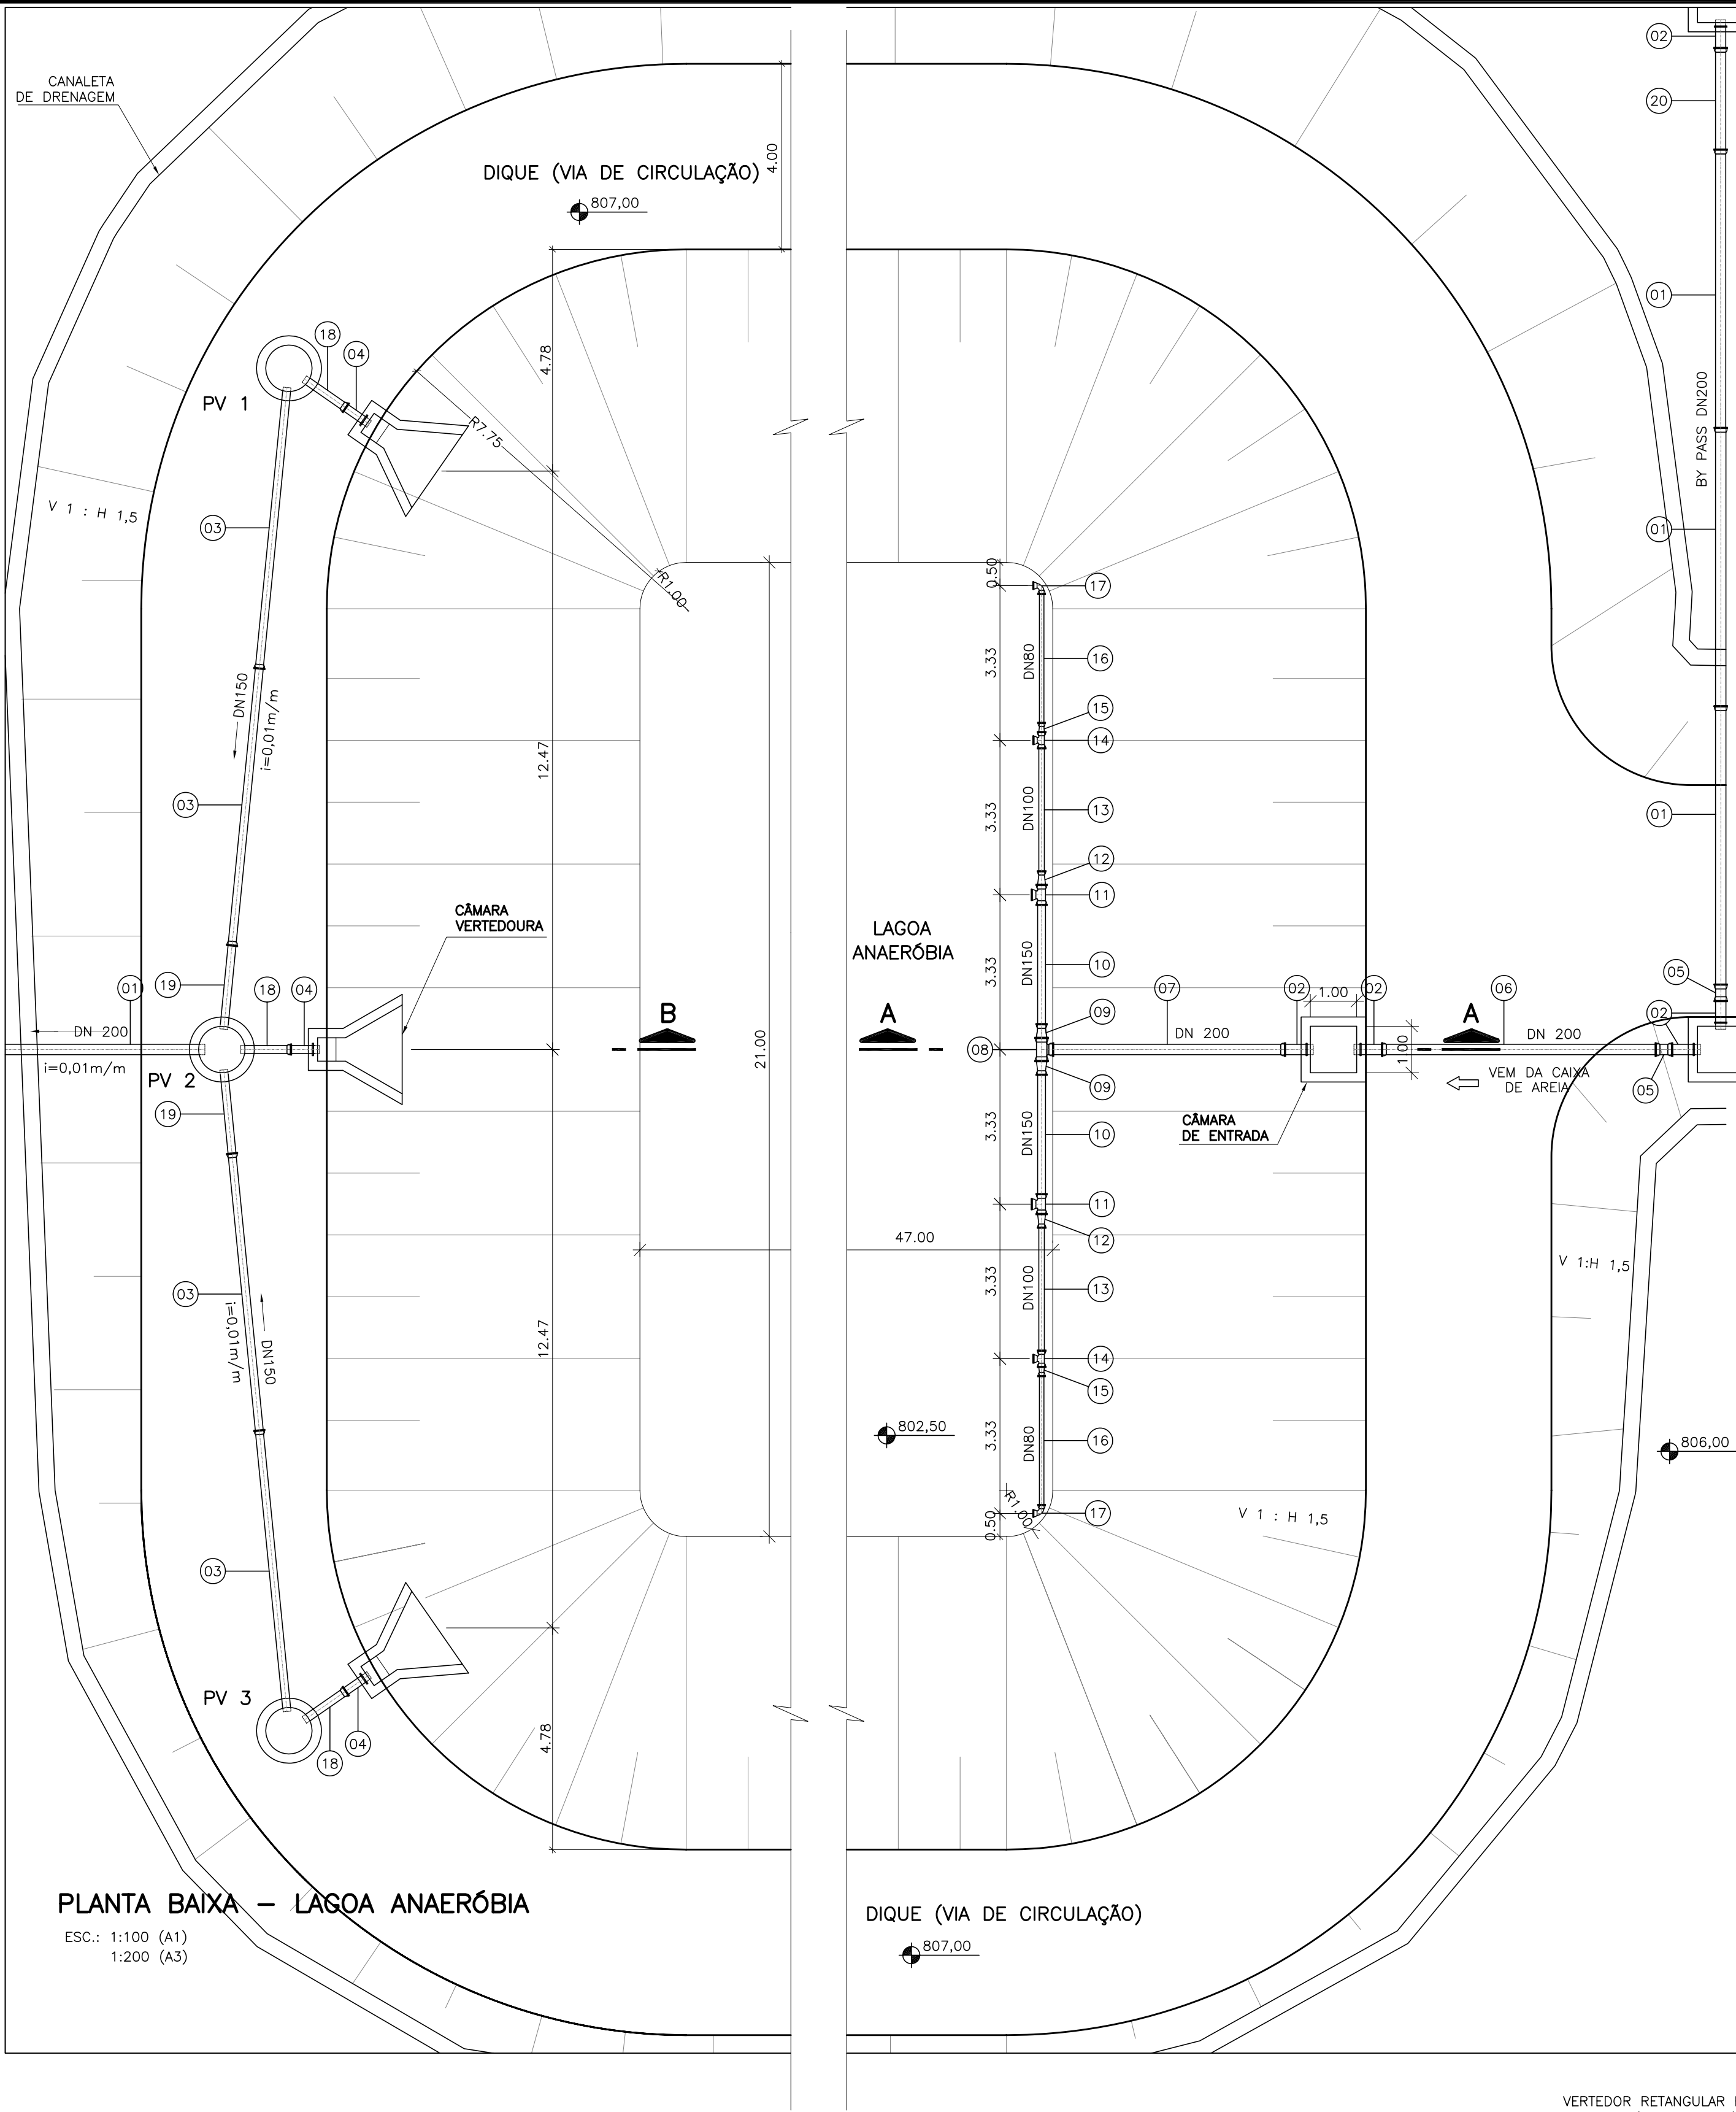 CANALETA
DE DRENAGEM
DIQUE (VIA DE CIRCULAÇÃO)
807,00
4.00
02
20
01
BY PASS DN200
01
01
18
04
PV 1
4.78
R7.75
R1.00
V 1 : H 1,5
03
DN150
i=0,01m/m
03
12.47
0.50
17
3.33
DN80
16
15
14
3.33
DN100
13
12
11
3.33
DN150
10
09
CÂMARA
VERTEDOURA
LAGOA
ANAERÓBIA
21.00
01
19
18
04
DN 200
i=0,01m/m
PV 2
B
A
08
07
DN 200
02
1.00
02
1.00
A
06
DN 200
05
02
05
VEM DA CAIXA
DE AREIA
CÂMARA
DE ENTRADA
19
09
3.33
DN150
10
11
12
47.00
3.33
DN100
13
14
15
3.33
DN80
16
17
0.50
R1.00
03
i=0,01m/m
DN150
12.47
802,50
V 1:H 1,5
806,00
V 1 : H 1,5
03
PV 3
04
18
4.78
PLANTA BAIXA – LAGOA ANAERÓBIA
ESC.: 1:100 (A1)
1:200 (A3)
DIQUE (VIA DE CIRCULAÇÃO)
807,00
VERTEDOR RETANGULAR